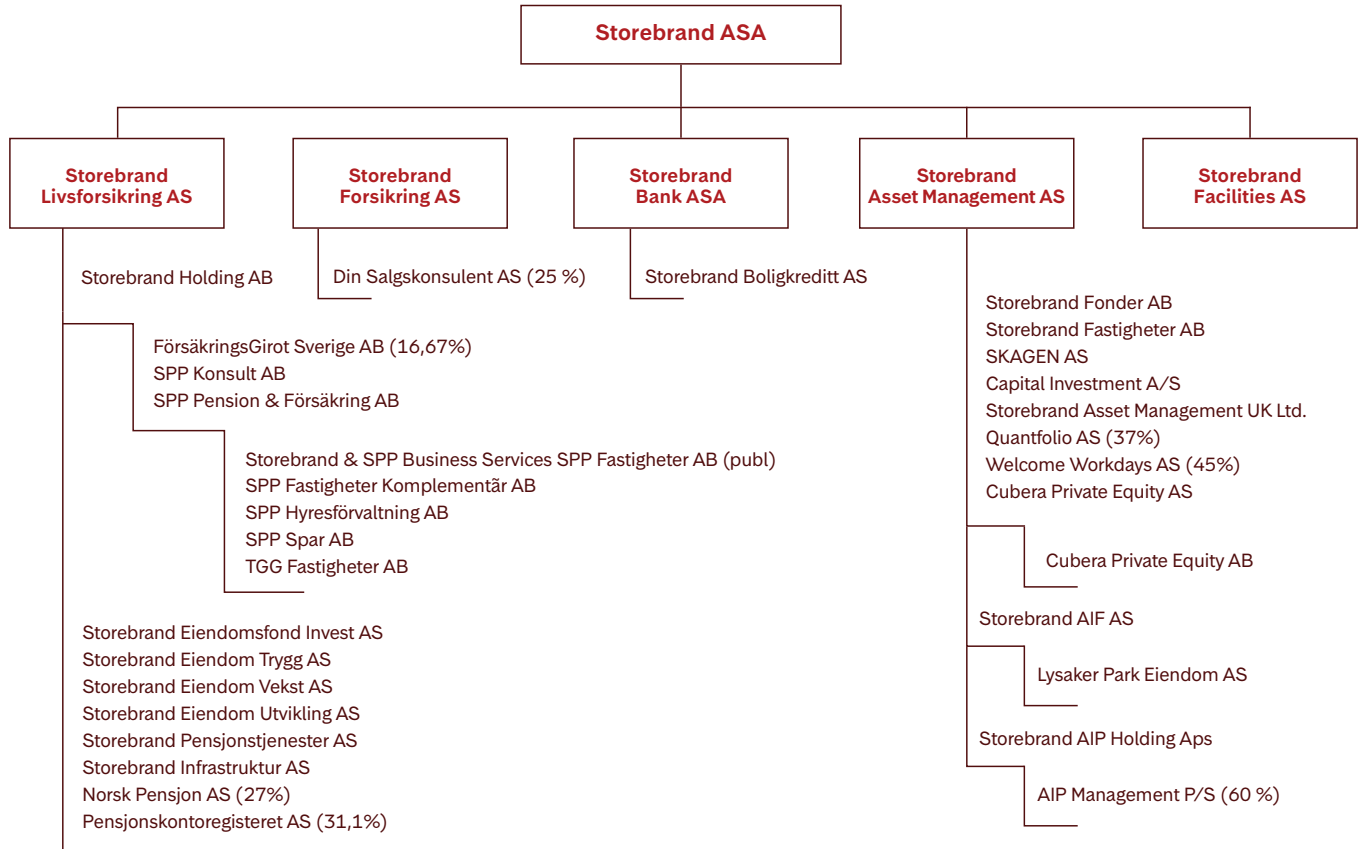 Storebrand ASA
Storebrand
Livsforsikring AS
Storebrand
Forsikring AS
Storebrand
Bank ASA
Storebrand
Asset Management AS
Storebrand
Facilities AS
Storebrand Holding AB
FörsäkringsGirot Sverige AB (16,67%)
SPP Konsult AB
SPP Pension & Försäkring AB
Storebrand & SPP Business Services SPP Fastigheter AB (publ)
SPP Fastigheter Komplementãr AB
SPP Hyresförvaltning AB
SPP Spar AB
TGG Fastigheter AB
Storebrand Eiendomsfond Invest AS
Storebrand Eiendom Trygg AS
Storebrand Eiendom Vekst AS
Storebrand Eiendom Utvikling AS
Storebrand Pensjonstjenester AS
Storebrand Infrastruktur AS
Norsk Pensjon AS (27%)
Pensjonskontoregisteret AS (31,1%)
Din Salgskonsulent AS (25 %)
Storebrand Boligkreditt AS
Storebrand Fonder AB
Storebrand Fastigheter AB
SKAGEN AS
Capital Investment A/S
Storebrand Asset Management UK Ltd.
Quantfolio AS (37%)
Welcome Workdays AS (45%)
Cubera Private Equity AS
Cubera Private Equity AB
Storebrand AIF AS
Lysaker Park Eiendom AS
Storebrand AIP Holding Aps
AIP Management P/S (60 %)